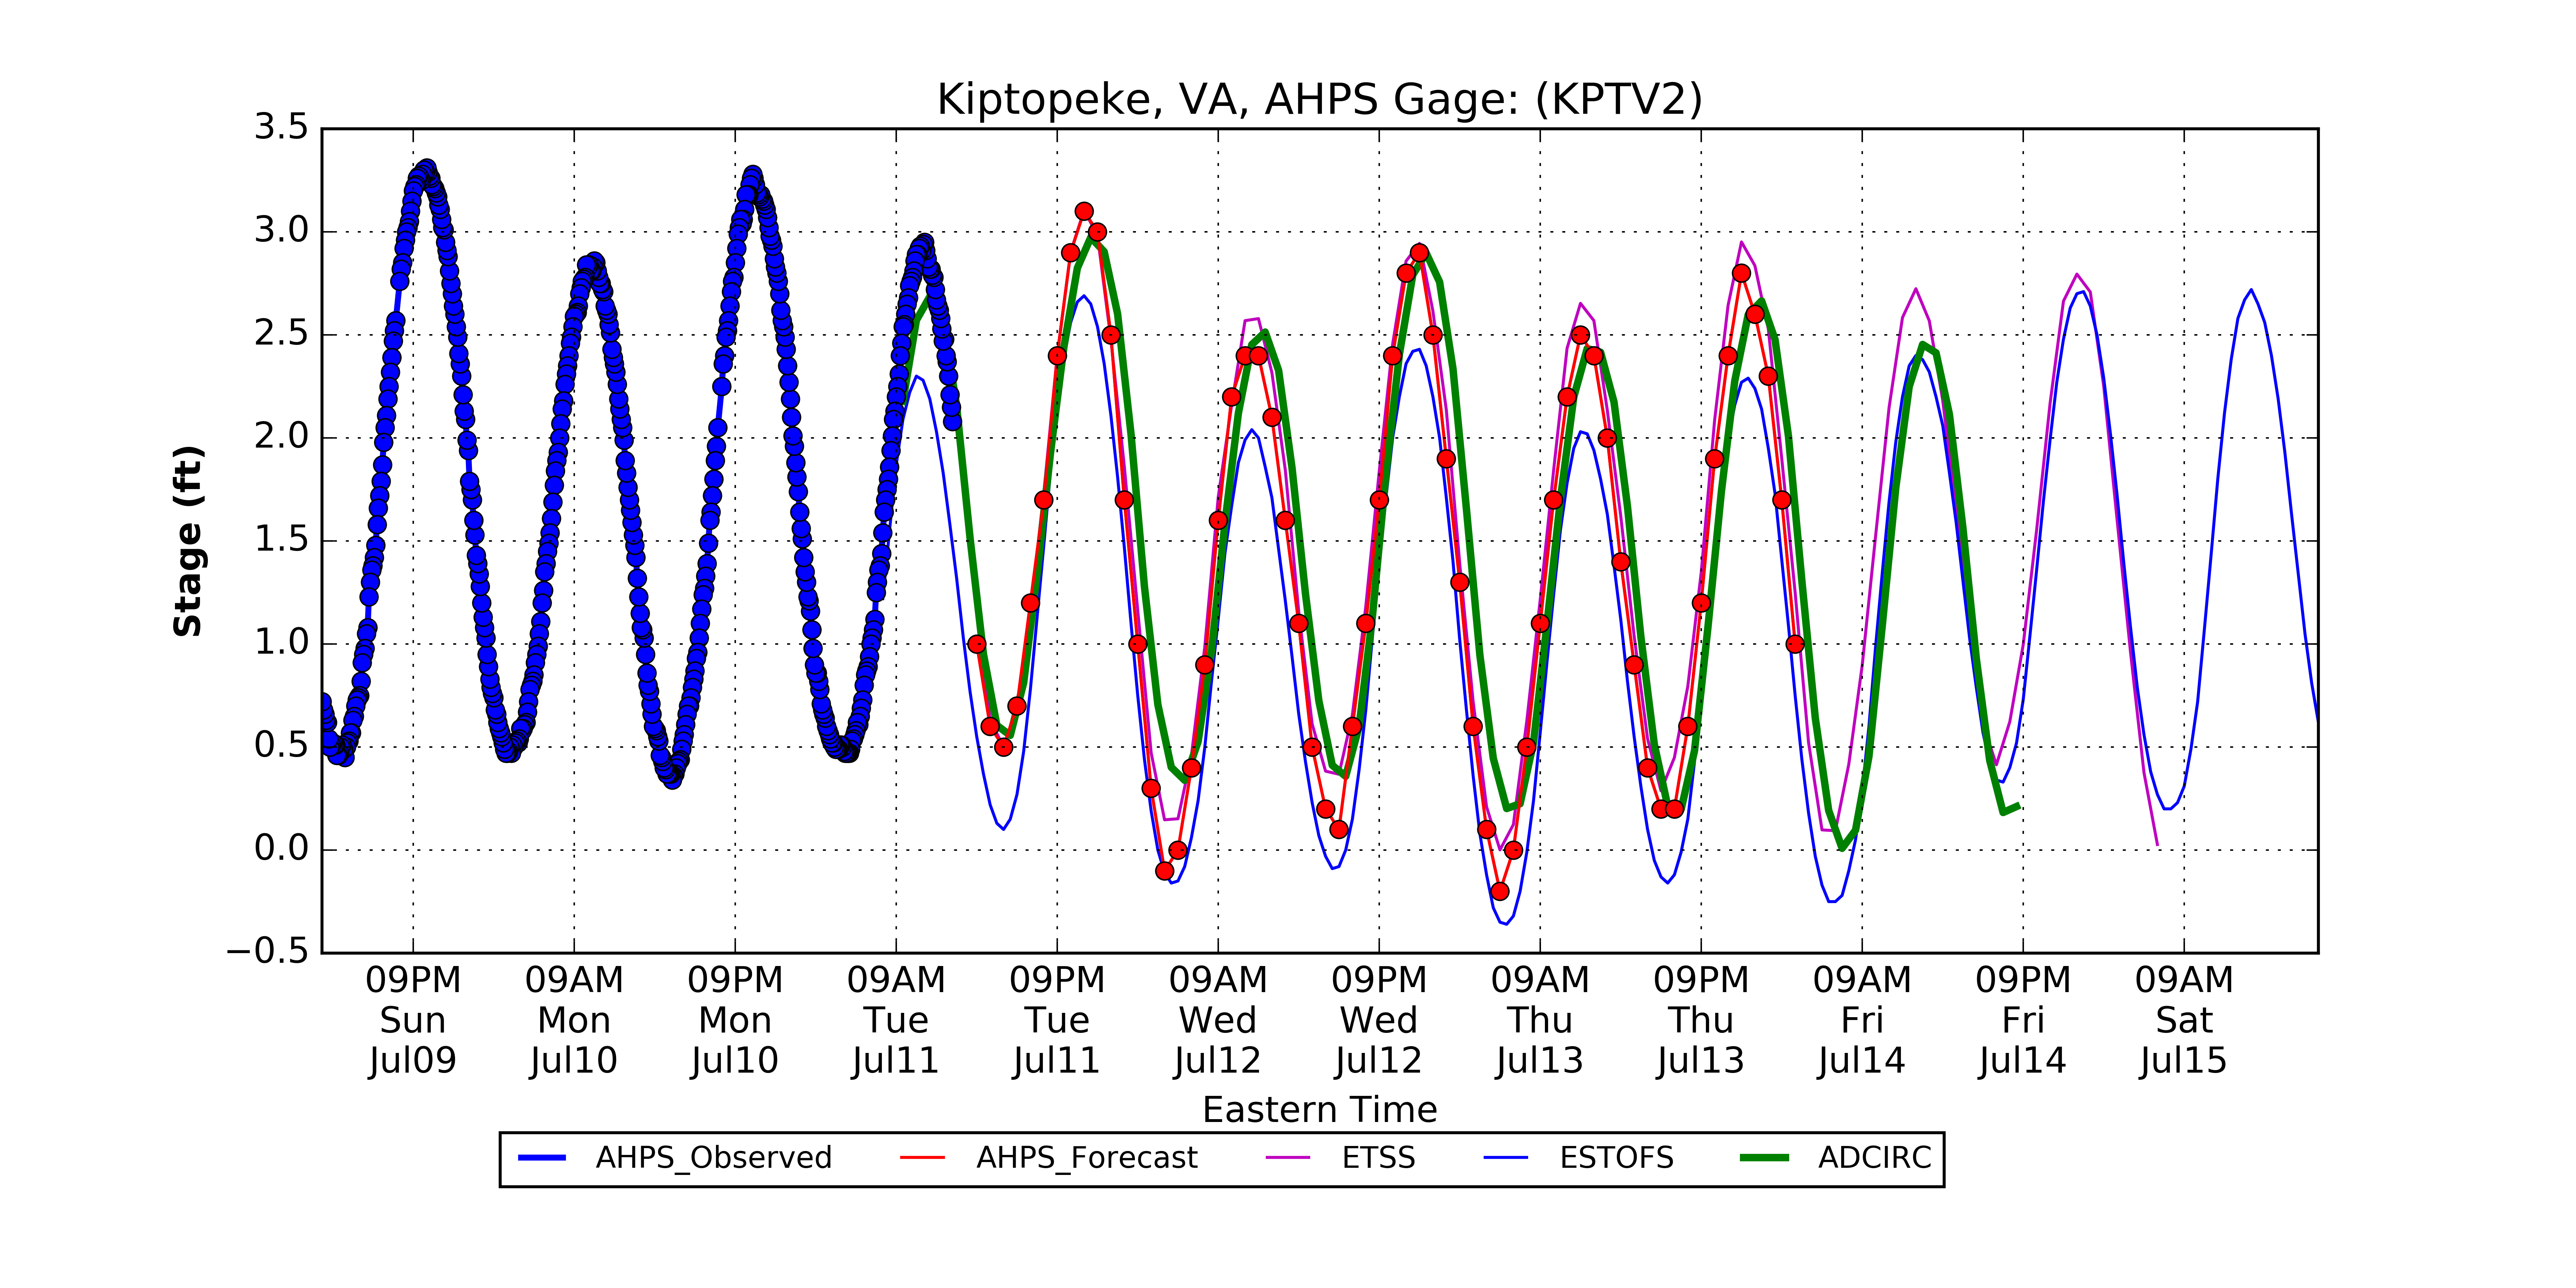 Kiptopeke, VA, AHPS Gage: (KPTV2)
3.5
3.0
2.5
2.0
1.5
1.0
0.5
0.0
−0.5
Stage (ft)
09PM 09AM 09PM 09AM 09PM 09AM 09PM 09AM 09PM 09AM 09PM 09AM
Sun Mon Mon Tue Tue Wed Wed Thu Thu Fri Fri Sat
Jul09 Jul10 Jul10 Jul11 Jul11 Jul12 Jul12 Jul13 Jul13 Jul14 Jul14 Jul15
Eastern Time
AHPS_Observed AHPS_Forecast ETSS ESTOFS ADCIRC